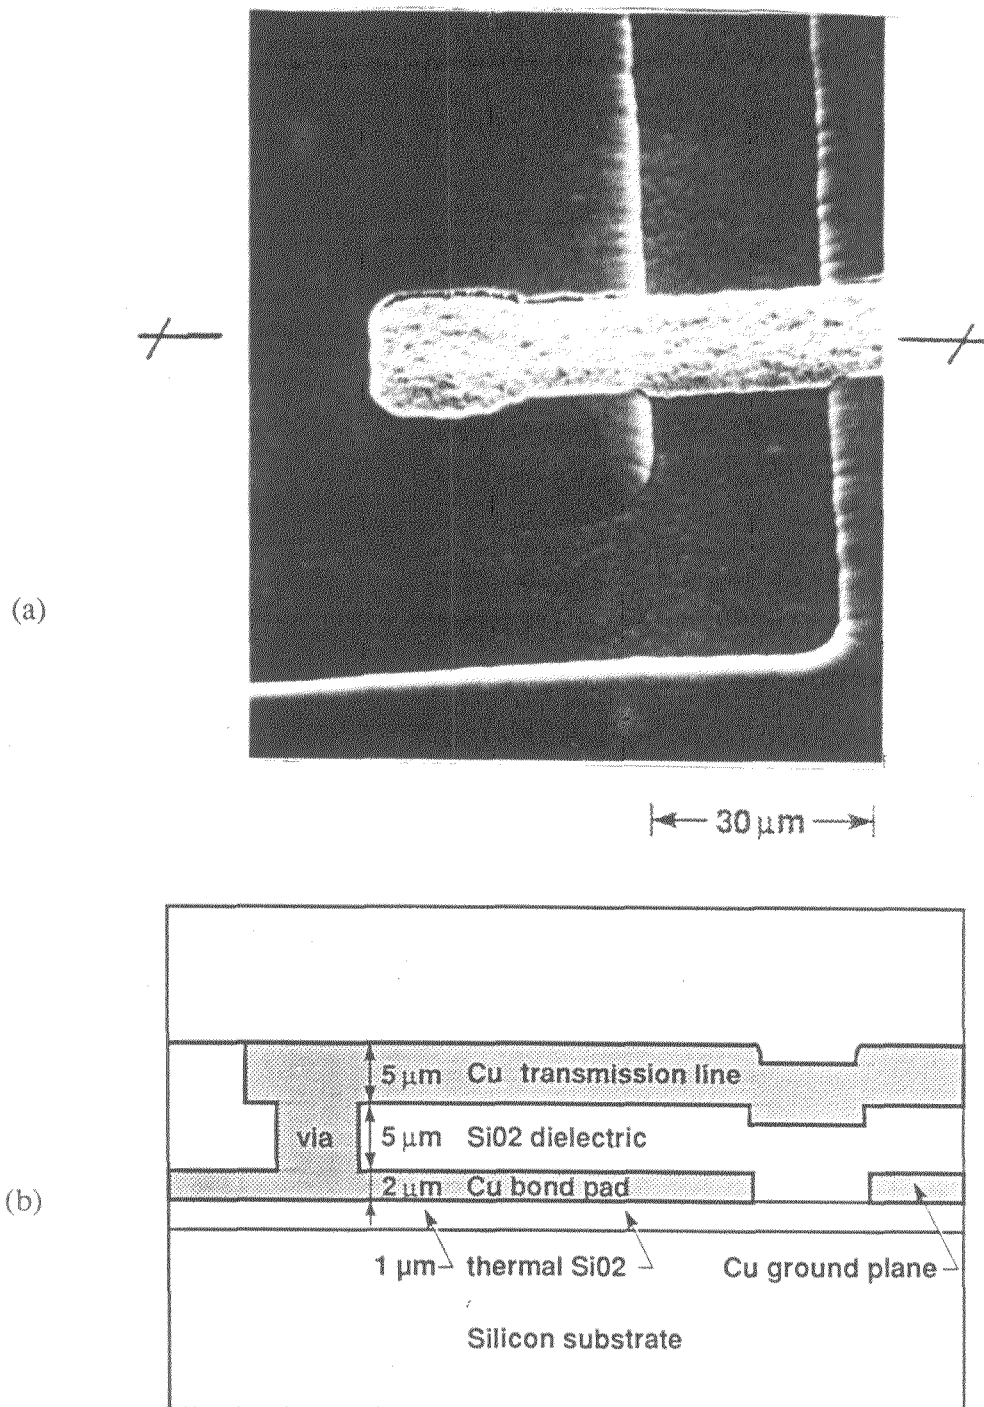 (a)
30 μm
5 μm Cu transmission line
via
5 μm Si02 dielectric
2 μm Cu bond pad
(b)
1 μm thermal Si02
Cu ground plane
Silicon substrate